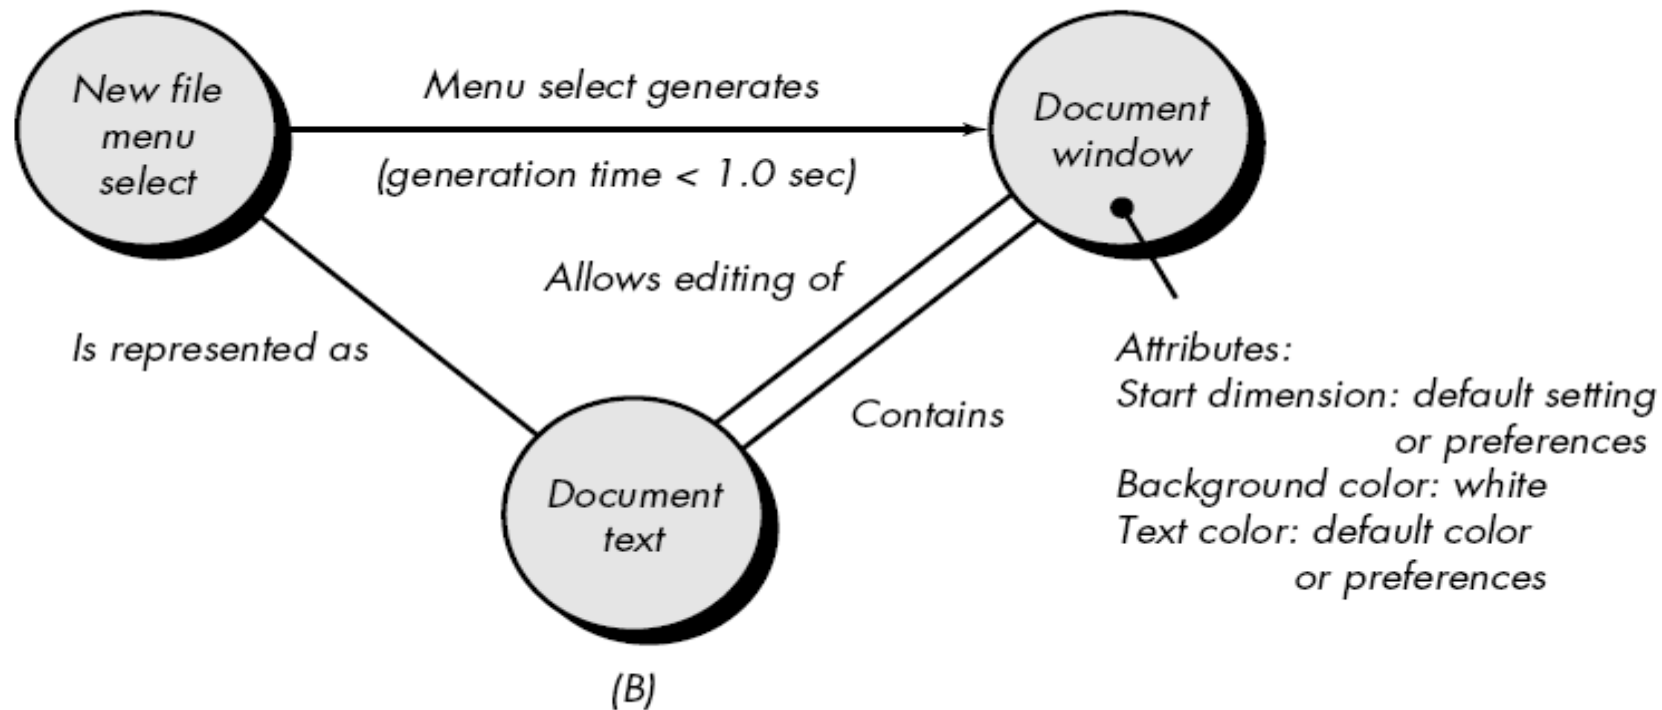 New file
menu
select
Menu select generates
(generation time < 1.0 sec)
Document
window
Allows editing of
Is represented as
Contains
Attributes:
Start dimension: default setting
or preferences
Background color: white
Text color: default color
or preferences
Document
text
(B)